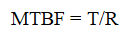 MTBF = T/R